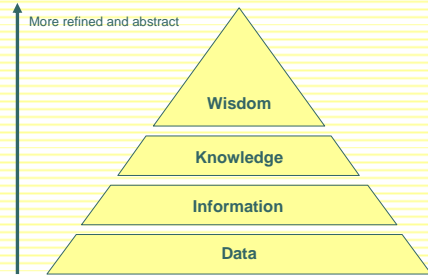 More refined and abstract
Wisdom
Knowledge
Information
Data